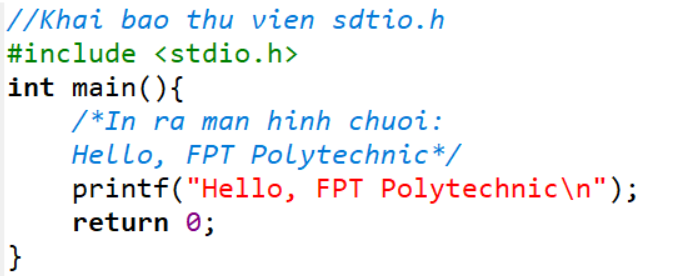 //Khai bao thu vien sdtio.h
#include <stdio.h>
int main(){
    /*In ra man hinh chuoi:
    Hello, FPT Polytechnic*/
    printf("Hello, FPT Polytechnic\n");
    return 0;
}